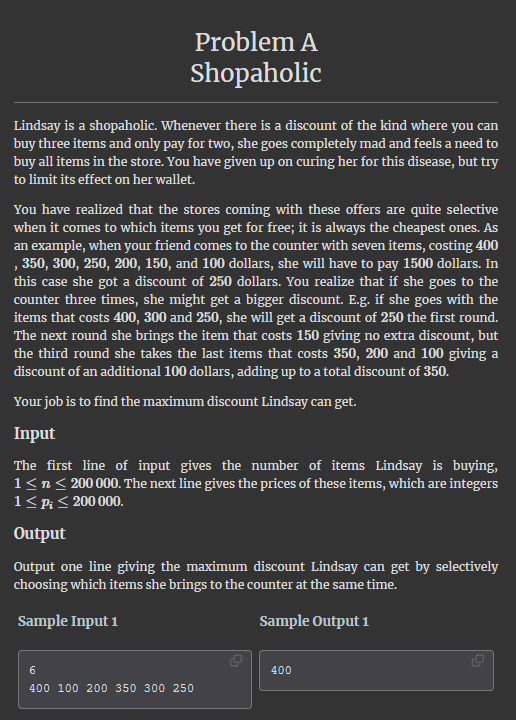 Problem A
Shopaholic
Lindsay is a shopaholic. Whenever there is a discount of the kind where you can
buy three items and only pay for two, she goes completely mad and feels a need to
buy all items in the store. You have given up on curing her for this disease, but try
to limit its effect on her wallet.
You have realized that the stores coming with these offers are quite selective
when it comes to which items you get for free; it is always the cheapest ones. As
an example, when your friend comes to the counter with seven items, costing 400
, 350, 300, 250, 200, 150, and 100 dollars, she will have to pay 1500 dollars. In
this case she got a discount of 250 dollars. You realize that if she goes to the
counter three times, she might get a bigger discount. E.g. if she goes with the
items that costs 400, 300 and 250, she will get a discount of 250 the first round.
The next round she brings the item that costs 150 giving no extra discount, but
the third round she takes the last items that costs 350, 200 and 100 giving a
discount of an additional 100 dollars, adding up to a total discount of 350.
Your job is to find the maximum discount Lindsay can get.
Input
The first line of input gives the number of items Lindsay is buying,
1 ≤ n ≤ 200 000. The next line gives the prices of these items, which are integers
1 ≤ pᵢ ≤ 200 000.
Output
Output one line giving the maximum discount Lindsay can get by selectively
choosing which items she brings to the counter at the same time.
Sample Input 1 Sample Output 1
6 400
400 100 200 350 300 250